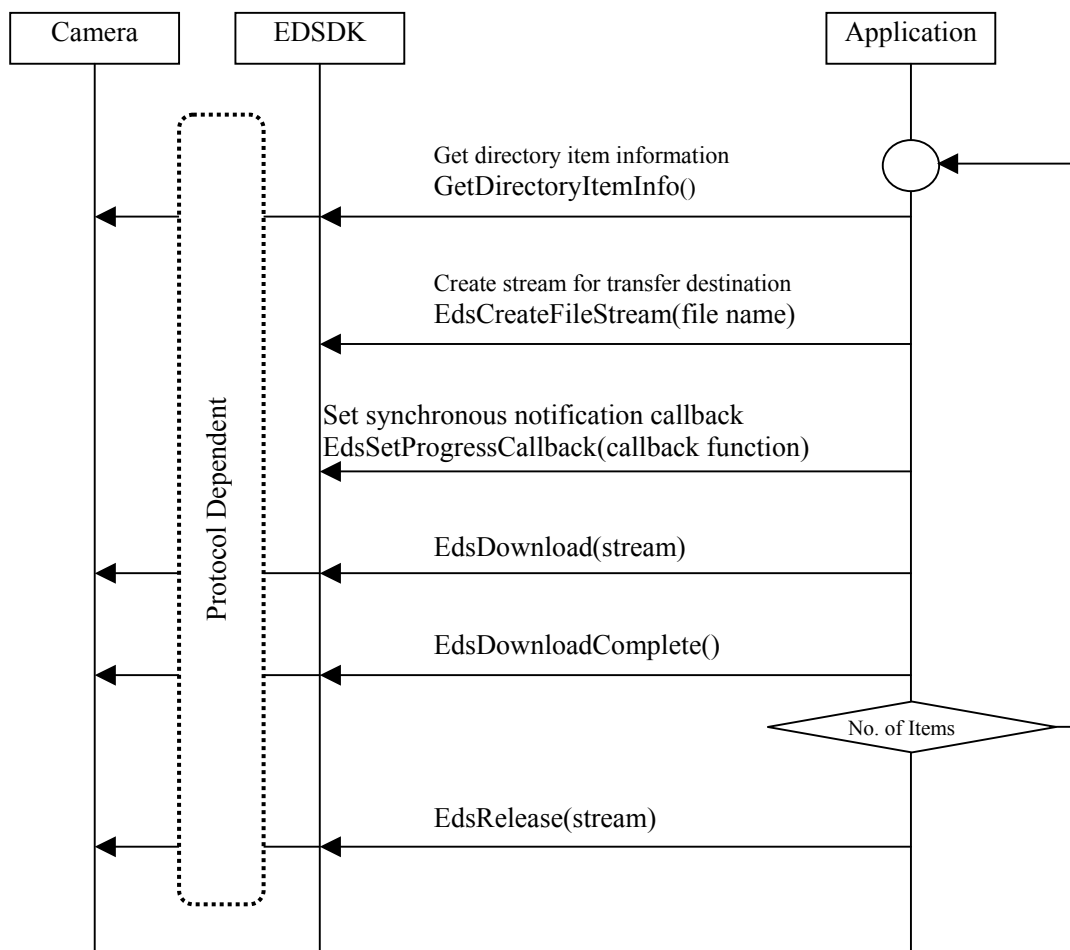 Camera
EDSDK
Application
Get directory item information
GetDirectoryItemInfo()
Create stream for transfer destination
EdsCreateFileStream(file name)
Set synchronous notification callback
EdsSetProgressCallback(callback function)
Protocol Dependent
EdsDownload(stream)
EdsDownloadComplete()
No. of Items
EdsRelease(stream)